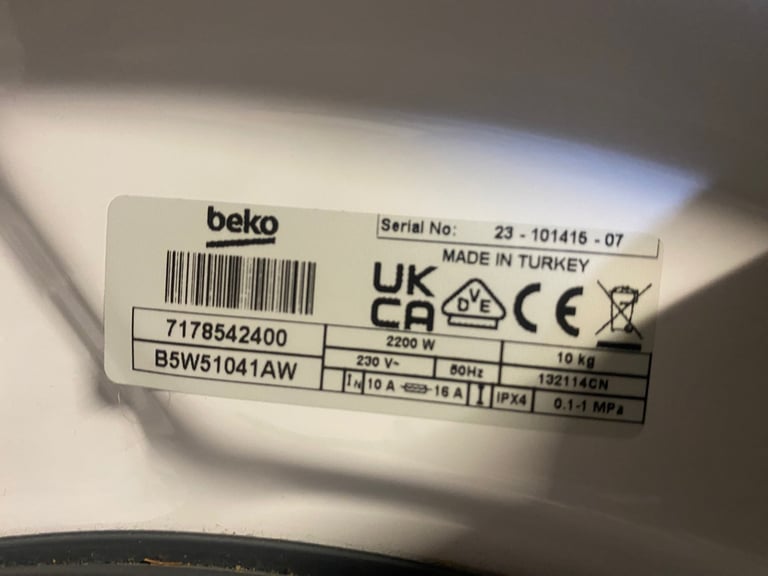 beko
Serial No: 23 - 101416 - 07
MADE IN TURKEY
UK
CA
DVE
CE
7178542400
2200 W
10 kg
B5W51041AW
230 V~
50Hz
132114CN
IN 10 A 16 A I IPX4
0.1-1 MPa